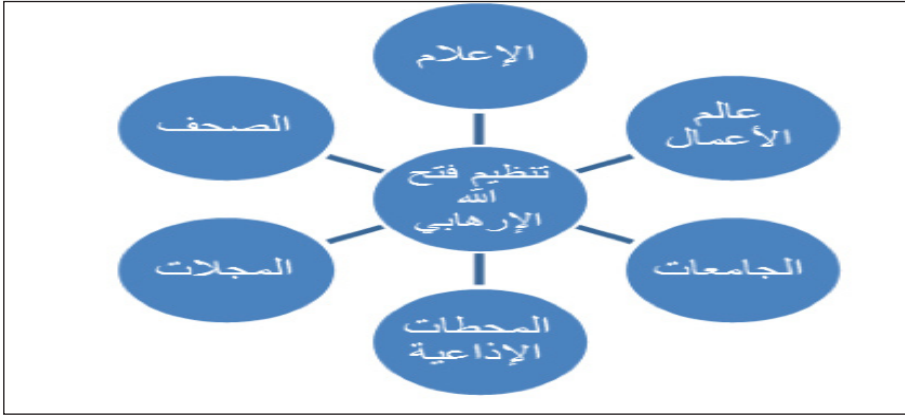 الإعلام
عالم
الأعمال
الصحف
تنظيم فتح
الله
الإرهابي
الجامعات
المجلات
المحطات
الإذاعية